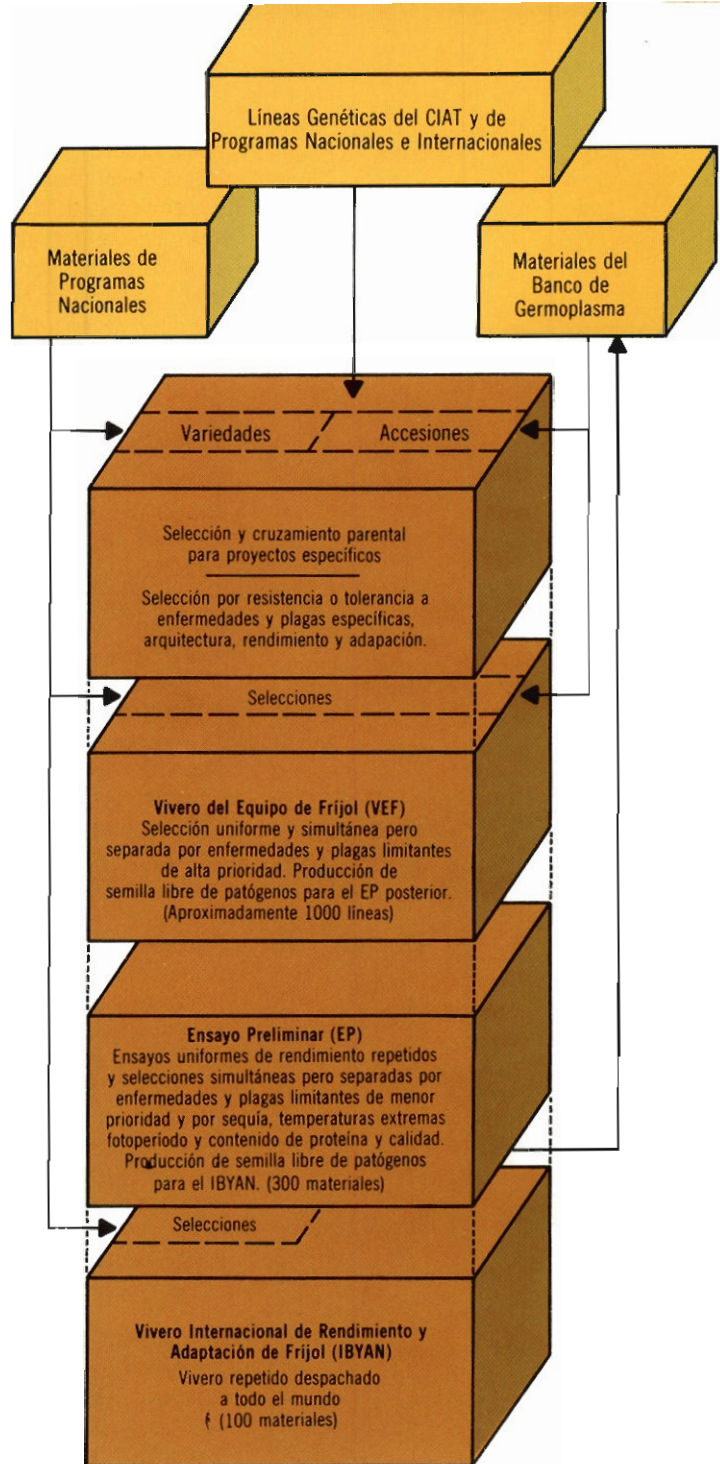 Líneas Genéticas del CIAT y de
Programas Nacionales e Internacionales
Materiales de
Programas
Nacionales
Materiales del
Banco de
Germoplasma
Variedades
Accesiones
Selección y cruzamiento parental
para proyectos específicos
Selección por resistencia o tolerancia a
enfermedades y plagas específicas,
arquitectura, rendimiento y adapación.
Selecciones
Vivero del Equipo de Fríjol (VEF)
Selección uniforme y simultánea pero
separada por enfermedades y plagas limitantes
de alta prioridad. Producción de
semilla libre de patógenos para el EP posterior.
(Aproximadamente 1000 líneas)
Ensayo Preliminar (EP)
Ensayos uniformes de rendimiento repetidos
y selecciones simultáneas pero separadas por
enfermedades y plagas limitantes de menor
prioridad y por sequía, temperaturas extremas
fotoperíodo y contenido de proteína y calidad.
Producción de semilla libre de patógenos
para el IBYAN. (300 materiales)
Selecciones
Vivero Internacional de Rendimiento y
Adaptación de Fríjol (IBYAN)
Vivero repetido despachado
a todo el mundo
(100 materiales)